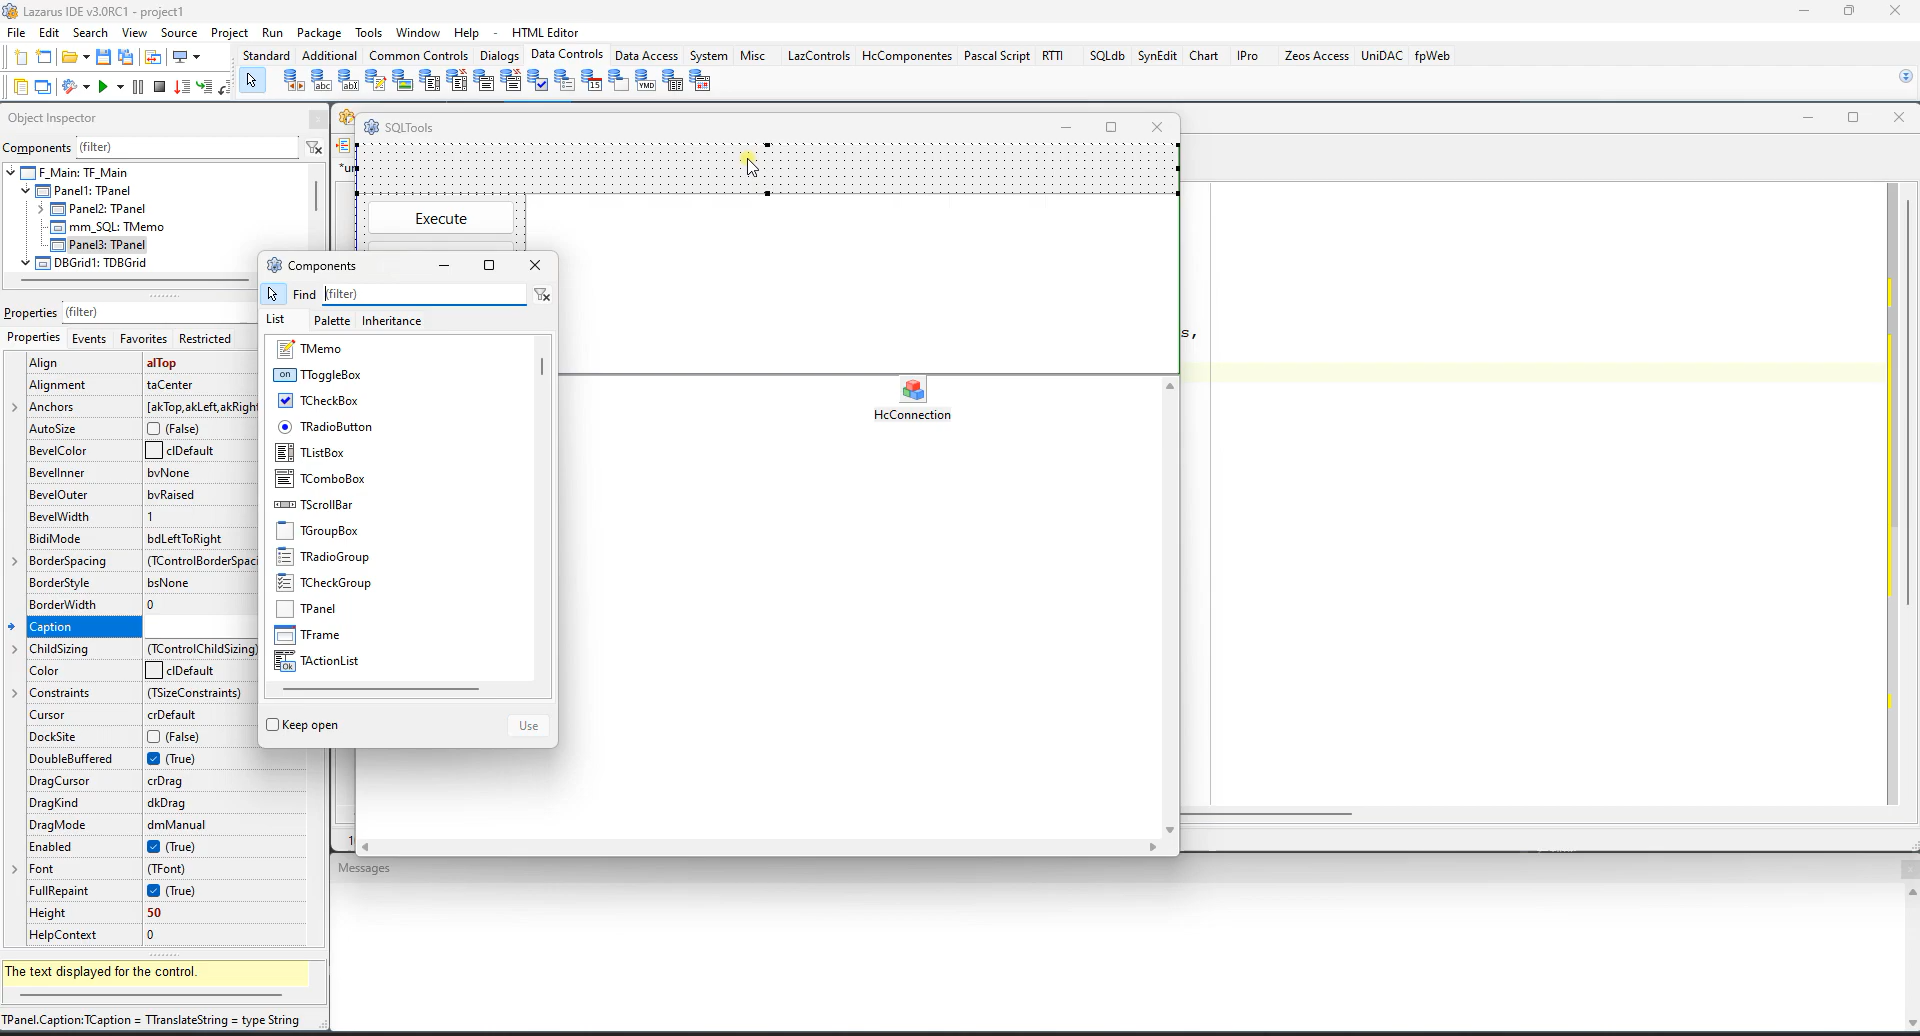 Lazarus IDE v3.0RC1 - project1
File Edit Search View Source Project Run Package Tools Window Help - HTML Editor
Standard Additional Common Controls Dialogs Data Controls Data Access System Misc LazControls HcComponentes Pascal Script RTTI SQLdb SynEdit Chart IPro Zeos Access UniDAC fpWeb
Object Inspector
Components (filter)
F_Main: TF_Main
Panel1: TPanel
Panel2: TPanel
mm_SQL: TMemo
Panel3: TPanel
DBGrid1: TDBGrid
Properties (filter)
Properties Events Favorites Restricted
Align alTop
Alignment taCenter
Anchors [akTop,akLeft,akRight
AutoSize (False)
BevelColor clDefault
BevelInner bvNone
BevelOuter bvRaised
BevelWidth 1
BidiMode bdLeftToRight
BorderSpacing (TControlBorderSpaci
BorderStyle bsNone
BorderWidth 0
Caption
ChildSizing (TControlChildSizing)
Color clDefault
Constraints (TSizeConstraints)
Cursor crDefault
DockSite (False)
DoubleBuffered (True)
DragCursor crDrag
DragKind dkDrag
DragMode dmManual
Enabled (True)
Font (TFont)
FullRepaint (True)
Height 50
HelpContext 0
The text displayed for the control.
TPanel.Caption:TCaption = TTranslateString = type String
SQLTools
*un
Execute
HcConnection
s,
1
Components
Find (filter)
List Palette Inheritance
TMemo
on TToggleBox
TCheckBox
TRadioButton
TListBox
TComboBox
TScrollBar
TGroupBox
TRadioGroup
TCheckGroup
TPanel
TFrame
Ok TActionList
Keep open Use
Messages